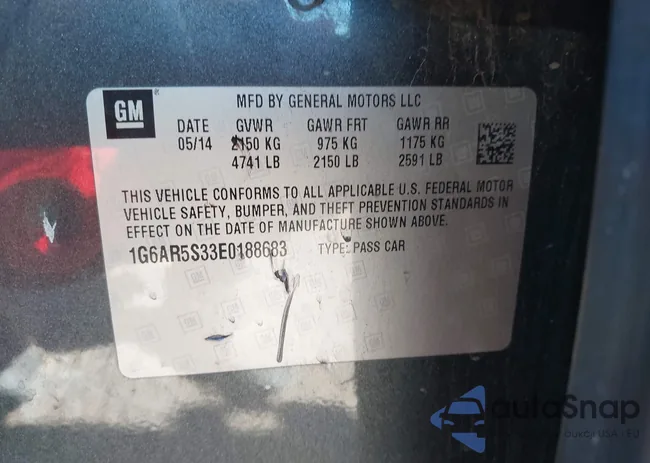 GM
MFD BY GENERAL MOTORS LLC
DATE GVWR GAWR FRT GAWR RR
05/14 2150 KG 975 KG 1175 KG
4741 LB 2150 LB 2591 LB
THIS VEHICLE CONFORMS TO ALL APPLICABLE U.S. FEDERAL MOTOR
VEHICLE SAFETY, BUMPER, AND THEFT PREVENTION STANDARDS IN
EFFECT ON THE DATE OF MANUFACTURE SHOWN ABOVE.
1G6AR5S33E0188683 TYPE: PASS CAR
autoSnap
USA - EU